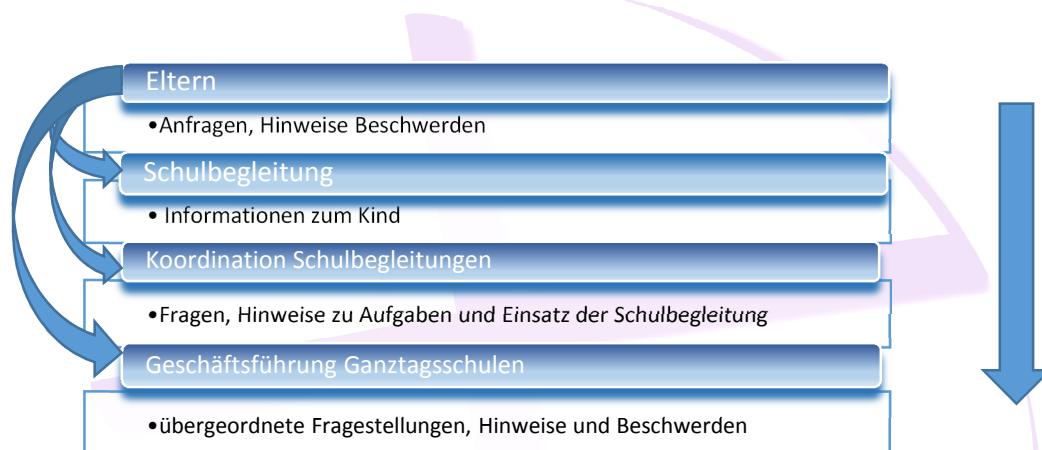 Eltern
•Anfragen, Hinweise Beschwerden
Schulbegleitung
• Informationen zum Kind
Koordination Schulbegleitungen
•Fragen, Hinweise zu Aufgaben und Einsatz der Schulbegleitung
Geschäftsführung Ganztagsschulen
•übergeordnete Fragestellungen, Hinweise und Beschwerden